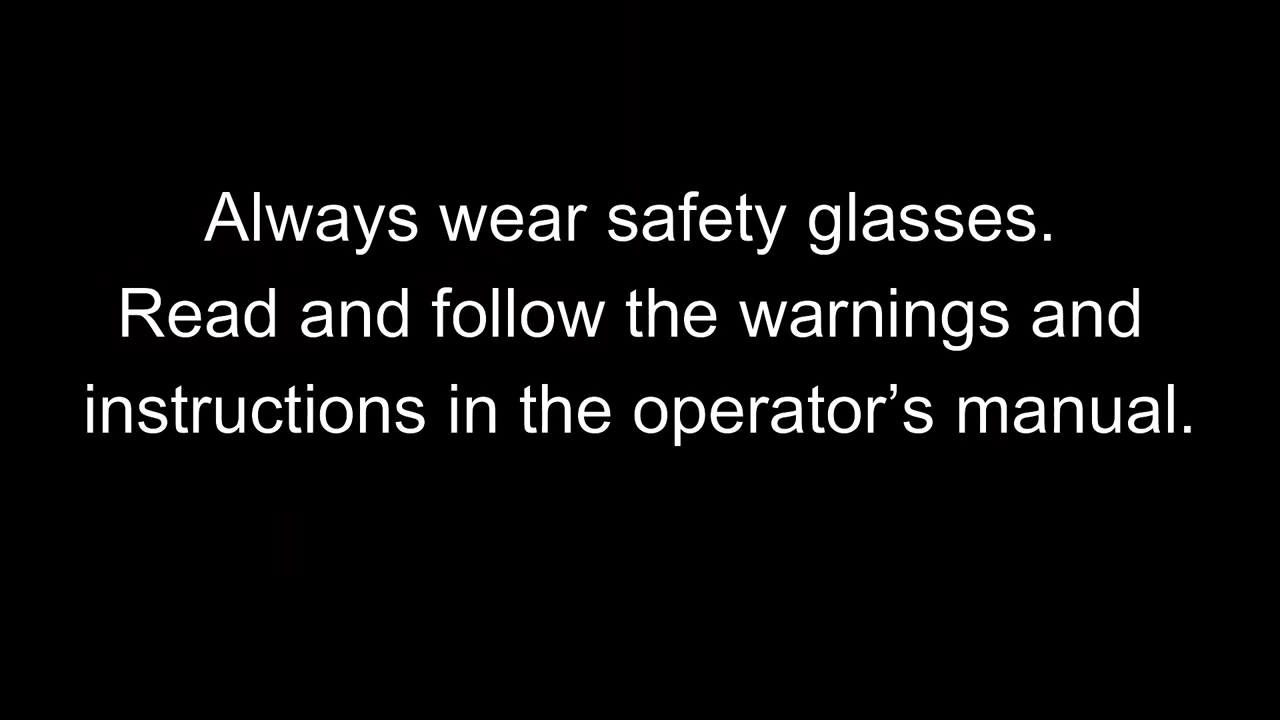 Always wear safety glasses.
Read and follow the warnings and
instructions in the operator’s manual.